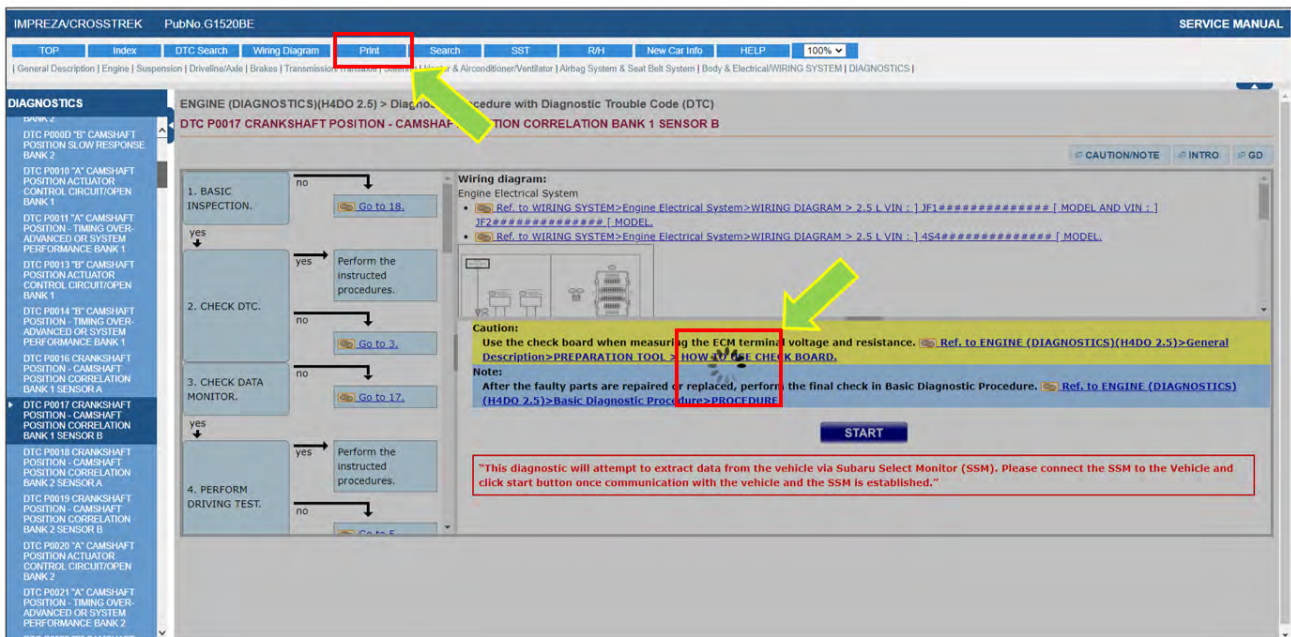 IMPREZA/CROSSTREK PubNo.G1520BE SERVICE MANUAL
TOP Index DTC Search Wiring Diagram Print Search SST R/H New Car Info HELP 100%
| General Description | Engine | Suspension | Driveline/Axle | Brakes | Transmission/Transaxle | & Airconditioner/Ventilator | Airbag System & Seat Belt System | Body & Electrical/WIRING SYSTEM | DIAGNOSTICS |
DIAGNOSTICS
BANK 2
DTC P000D "B" CAMSHAFT
POSITION SLOW RESPONSE
BANK 2
DTC P0010 "A" CAMSHAFT
POSITION ACTUATOR
CONTROL CIRCUIT/OPEN
BANK 1
DTC P0011 "A" CAMSHAFT
POSITION - TIMING OVER-
ADVANCED OR SYSTEM
PERFORMANCE BANK 1
DTC P0013 "B" CAMSHAFT
POSITION ACTUATOR
CONTROL CIRCUIT/OPEN
BANK 1
DTC P0014 "B" CAMSHAFT
POSITION - TIMING OVER-
ADVANCED OR SYSTEM
PERFORMANCE BANK 1
DTC P0016 CRANKSHAFT
POSITION - CAMSHAFT
POSITION CORRELATION
BANK 1 SENSOR A
DTC P0017 CRANKSHAFT
POSITION - CAMSHAFT
POSITION CORRELATION
BANK 1 SENSOR B
DTC P0018 CRANKSHAFT
POSITION - CAMSHAFT
POSITION CORRELATION
BANK 2 SENSOR A
DTC P0019 CRANKSHAFT
POSITION - CAMSHAFT
POSITION CORRELATION
BANK 2 SENSOR B
DTC P0020 "A" CAMSHAFT
POSITION ACTUATOR
CONTROL CIRCUIT/OPEN
BANK 2
DTC P0021 "A" CAMSHAFT
POSITION - TIMING OVER-
ADVANCED OR SYSTEM
PERFORMANCE BANK 2
ENGINE (DIAGNOSTICS)(H4DO 2.5) > Diagnostic Procedure with Diagnostic Trouble Code (DTC)
DTC P0017 CRANKSHAFT POSITION - CAMSHAFT POSITION CORRELATION BANK 1 SENSOR B
CAUTION/NOTE INTRO GD
1. BASIC
INSPECTION.
no
Go to 18.
yes
2. CHECK DTC.
yes
Perform the
instructed
procedures.
no
Go to 3.
3. CHECK DATA
MONITOR.
no
Go to 17.
yes
4. PERFORM
DRIVING TEST.
yes
Perform the
instructed
procedures.
no
Go to 5.
Wiring diagram:
Engine Electrical System
• Ref. to WIRING SYSTEM>Engine Electrical System>WIRING DIAGRAM > 2.5 L VIN : ] JF1############## [ MODEL AND VIN : ]
JF2############## [ MODEL.
• Ref. to WIRING SYSTEM>Engine Electrical System>WIRING DIAGRAM > 2.5 L VIN : ] 4S4############## [ MODEL.
Caution:
Use the check board when measuring the ECM terminal voltage and resistance. Ref. to ENGINE (DIAGNOSTICS)(H4DO 2.5)>General
Description>PREPARATION TOOL > HOW TO USE CHECK BOARD.
Note:
After the faulty parts are repaired or replaced, perform the final check in Basic Diagnostic Procedure. Ref. to ENGINE (DIAGNOSTICS)
(H4DO 2.5)>Basic Diagnostic Procedure>PROCEDURE
START
"This diagnostic will attempt to extract data from the vehicle via Subaru Select Monitor (SSM). Please connect the SSM to the Vehicle and
click start button once communication with the vehicle and the SSM is established."